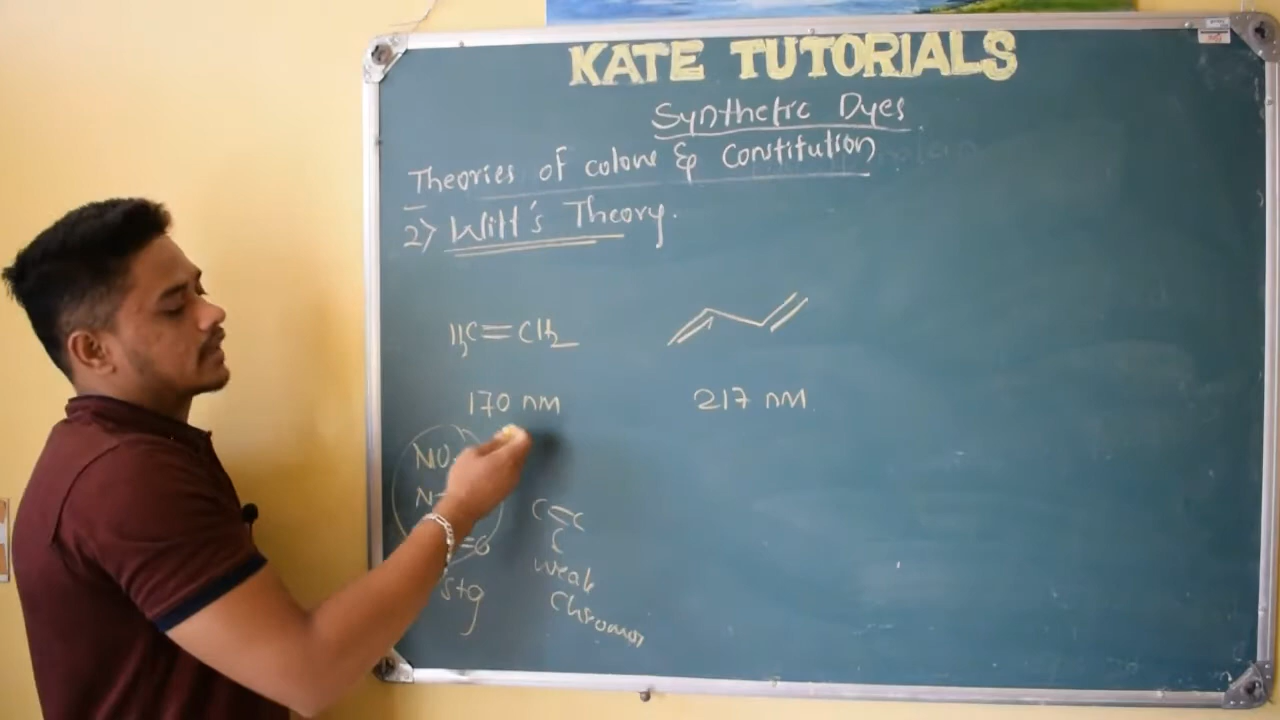 KATE TUTORIALS
Synthetic Dyes
Theories of colour & Constitution
2) Witt's Theory.
H₂C=CH₂
170 nm
217 nm
NO
N
C=C
=O
C
weak
Stg
Chromor